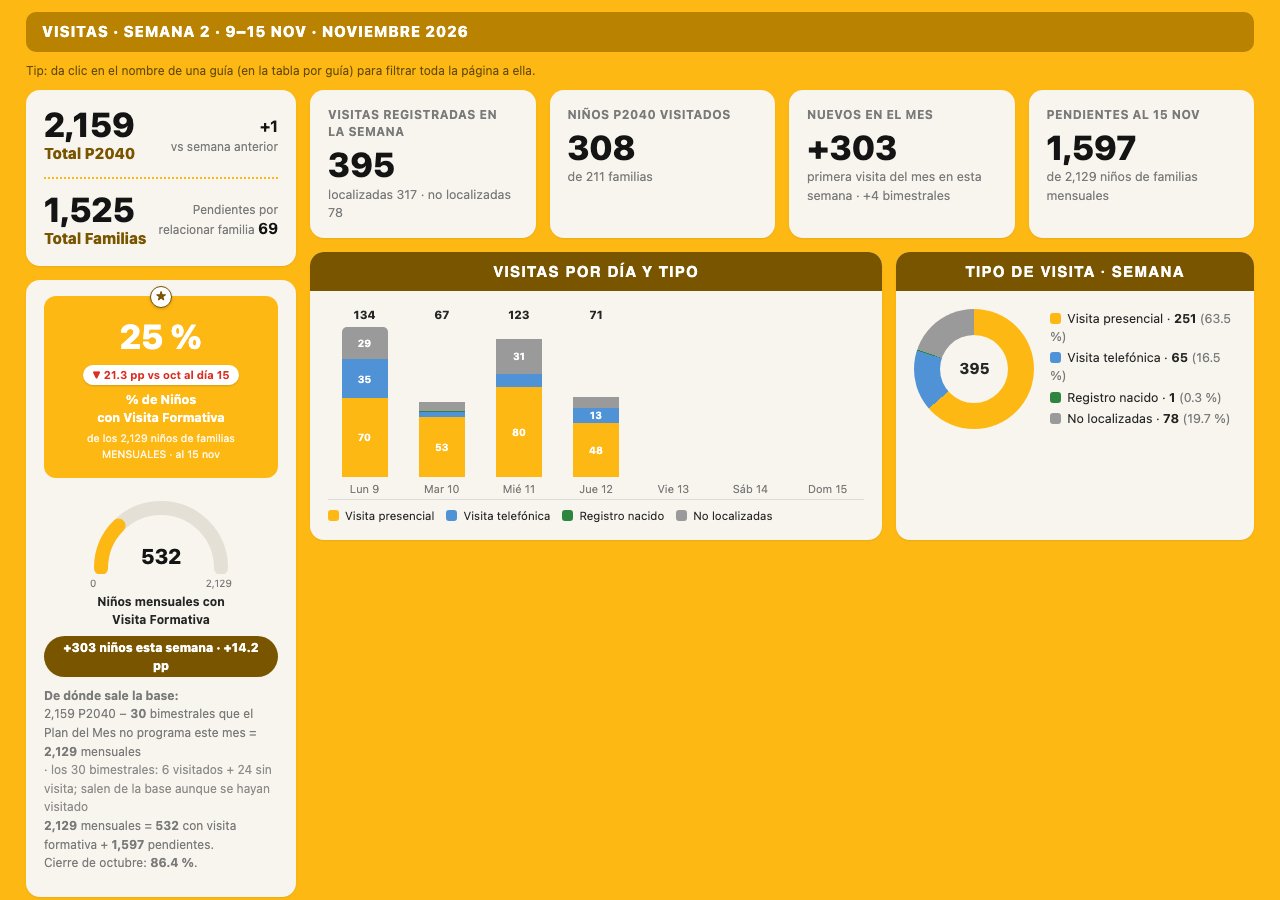 VISITAS · SEMANA 2 · 9–15 NOV · NOVIEMBRE 2026
Tip: da clic en el nombre de una guía (en la tabla por guía) para filtrar toda la página a ella.
2,159
Total P2040
+1
vs semana anterior
1,525
Total Familias
Pendientes por
relacionar familia 69
VISITAS REGISTRADAS EN
LA SEMANA
395
localizadas 317 · no localizadas
78
NIÑOS P2040 VISITADOS
308
de 211 familias
NUEVOS EN EL MES
+303
primera visita del mes en esta
semana · +4 bimestrales
PENDIENTES AL 15 NOV
1,597
de 2,129 niños de familias
mensuales
★
25 %
▼ 21.3 pp vs oct al día 15
% de Niños
con Visita Formativa
de los 2,129 niños de familias
MENSUALES · al 15 nov
532
0
2,129
Niños mensuales con
Visita Formativa
+303 niños esta semana · +14.2
pp
De dónde sale la base:
2,159 P2040 − 30 bimestrales que el
Plan del Mes no programa este mes =
2,129 mensuales
· los 30 bimestrales: 6 visitados + 24 sin
visita; salen de la base aunque se hayan
visitado
2,129 mensuales = 532 con visita
formativa + 1,597 pendientes.
Cierre de octubre: 86.4 %.
VISITAS POR DÍA Y TIPO
134
67
123
71
29
35
70
53
31
80
13
48
Lun 9
Mar 10
Mié 11
Jue 12
Vie 13
Sáb 14
Dom 15
Visita presencial
Visita telefónica
Registro nacido
No localizadas
TIPO DE VISITA · SEMANA
395
Visita presencial · 251 (63.5
%)
Visita telefónica · 65 (16.5
%)
Registro nacido · 1 (0.3 %)
No localizadas · 78 (19.7 %)